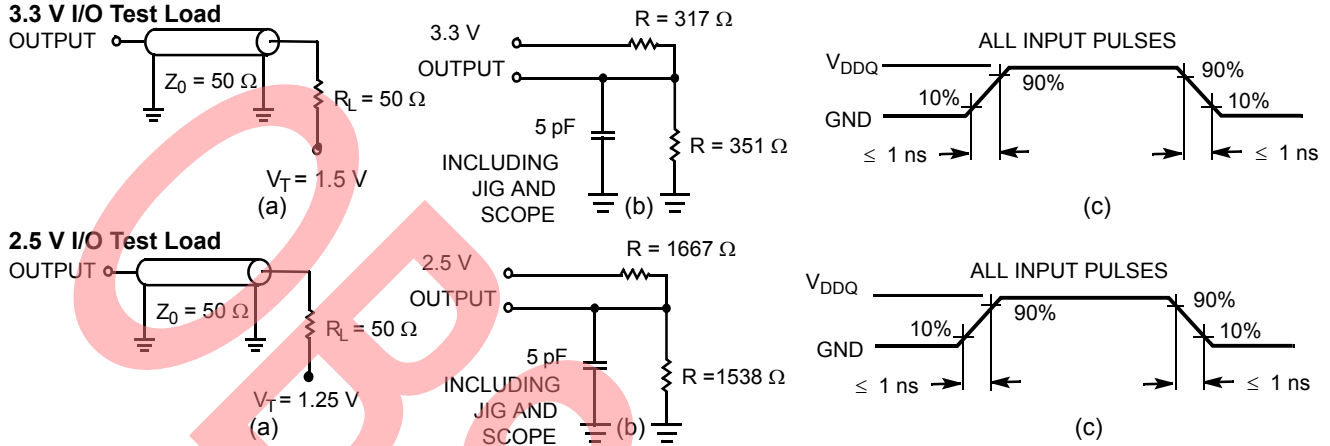 3.3 V I/O Test Load
OUTPUT
Z0 = 50 Ω
RL = 50 Ω
VT = 1.5 V
(a)
R = 317 Ω
3.3 V
OUTPUT
5 pF
R = 351 Ω
INCLUDING
JIG AND
SCOPE
(b)
ALL INPUT PULSES
VDDQ
90%
90%
10%
10%
GND
≤ 1 ns
≤ 1 ns
(c)
2.5 V I/O Test Load
OUTPUT
Z0 = 50 Ω
RL = 50 Ω
VT = 1.25 V
(a)
R = 1667 Ω
2.5 V
OUTPUT
5 pF
R =1538 Ω
INCLUDING
JIG AND
SCOPE
(b)
ALL INPUT PULSES
VDDQ
90%
90%
10%
10%
GND
≤ 1 ns
≤ 1 ns
(c)